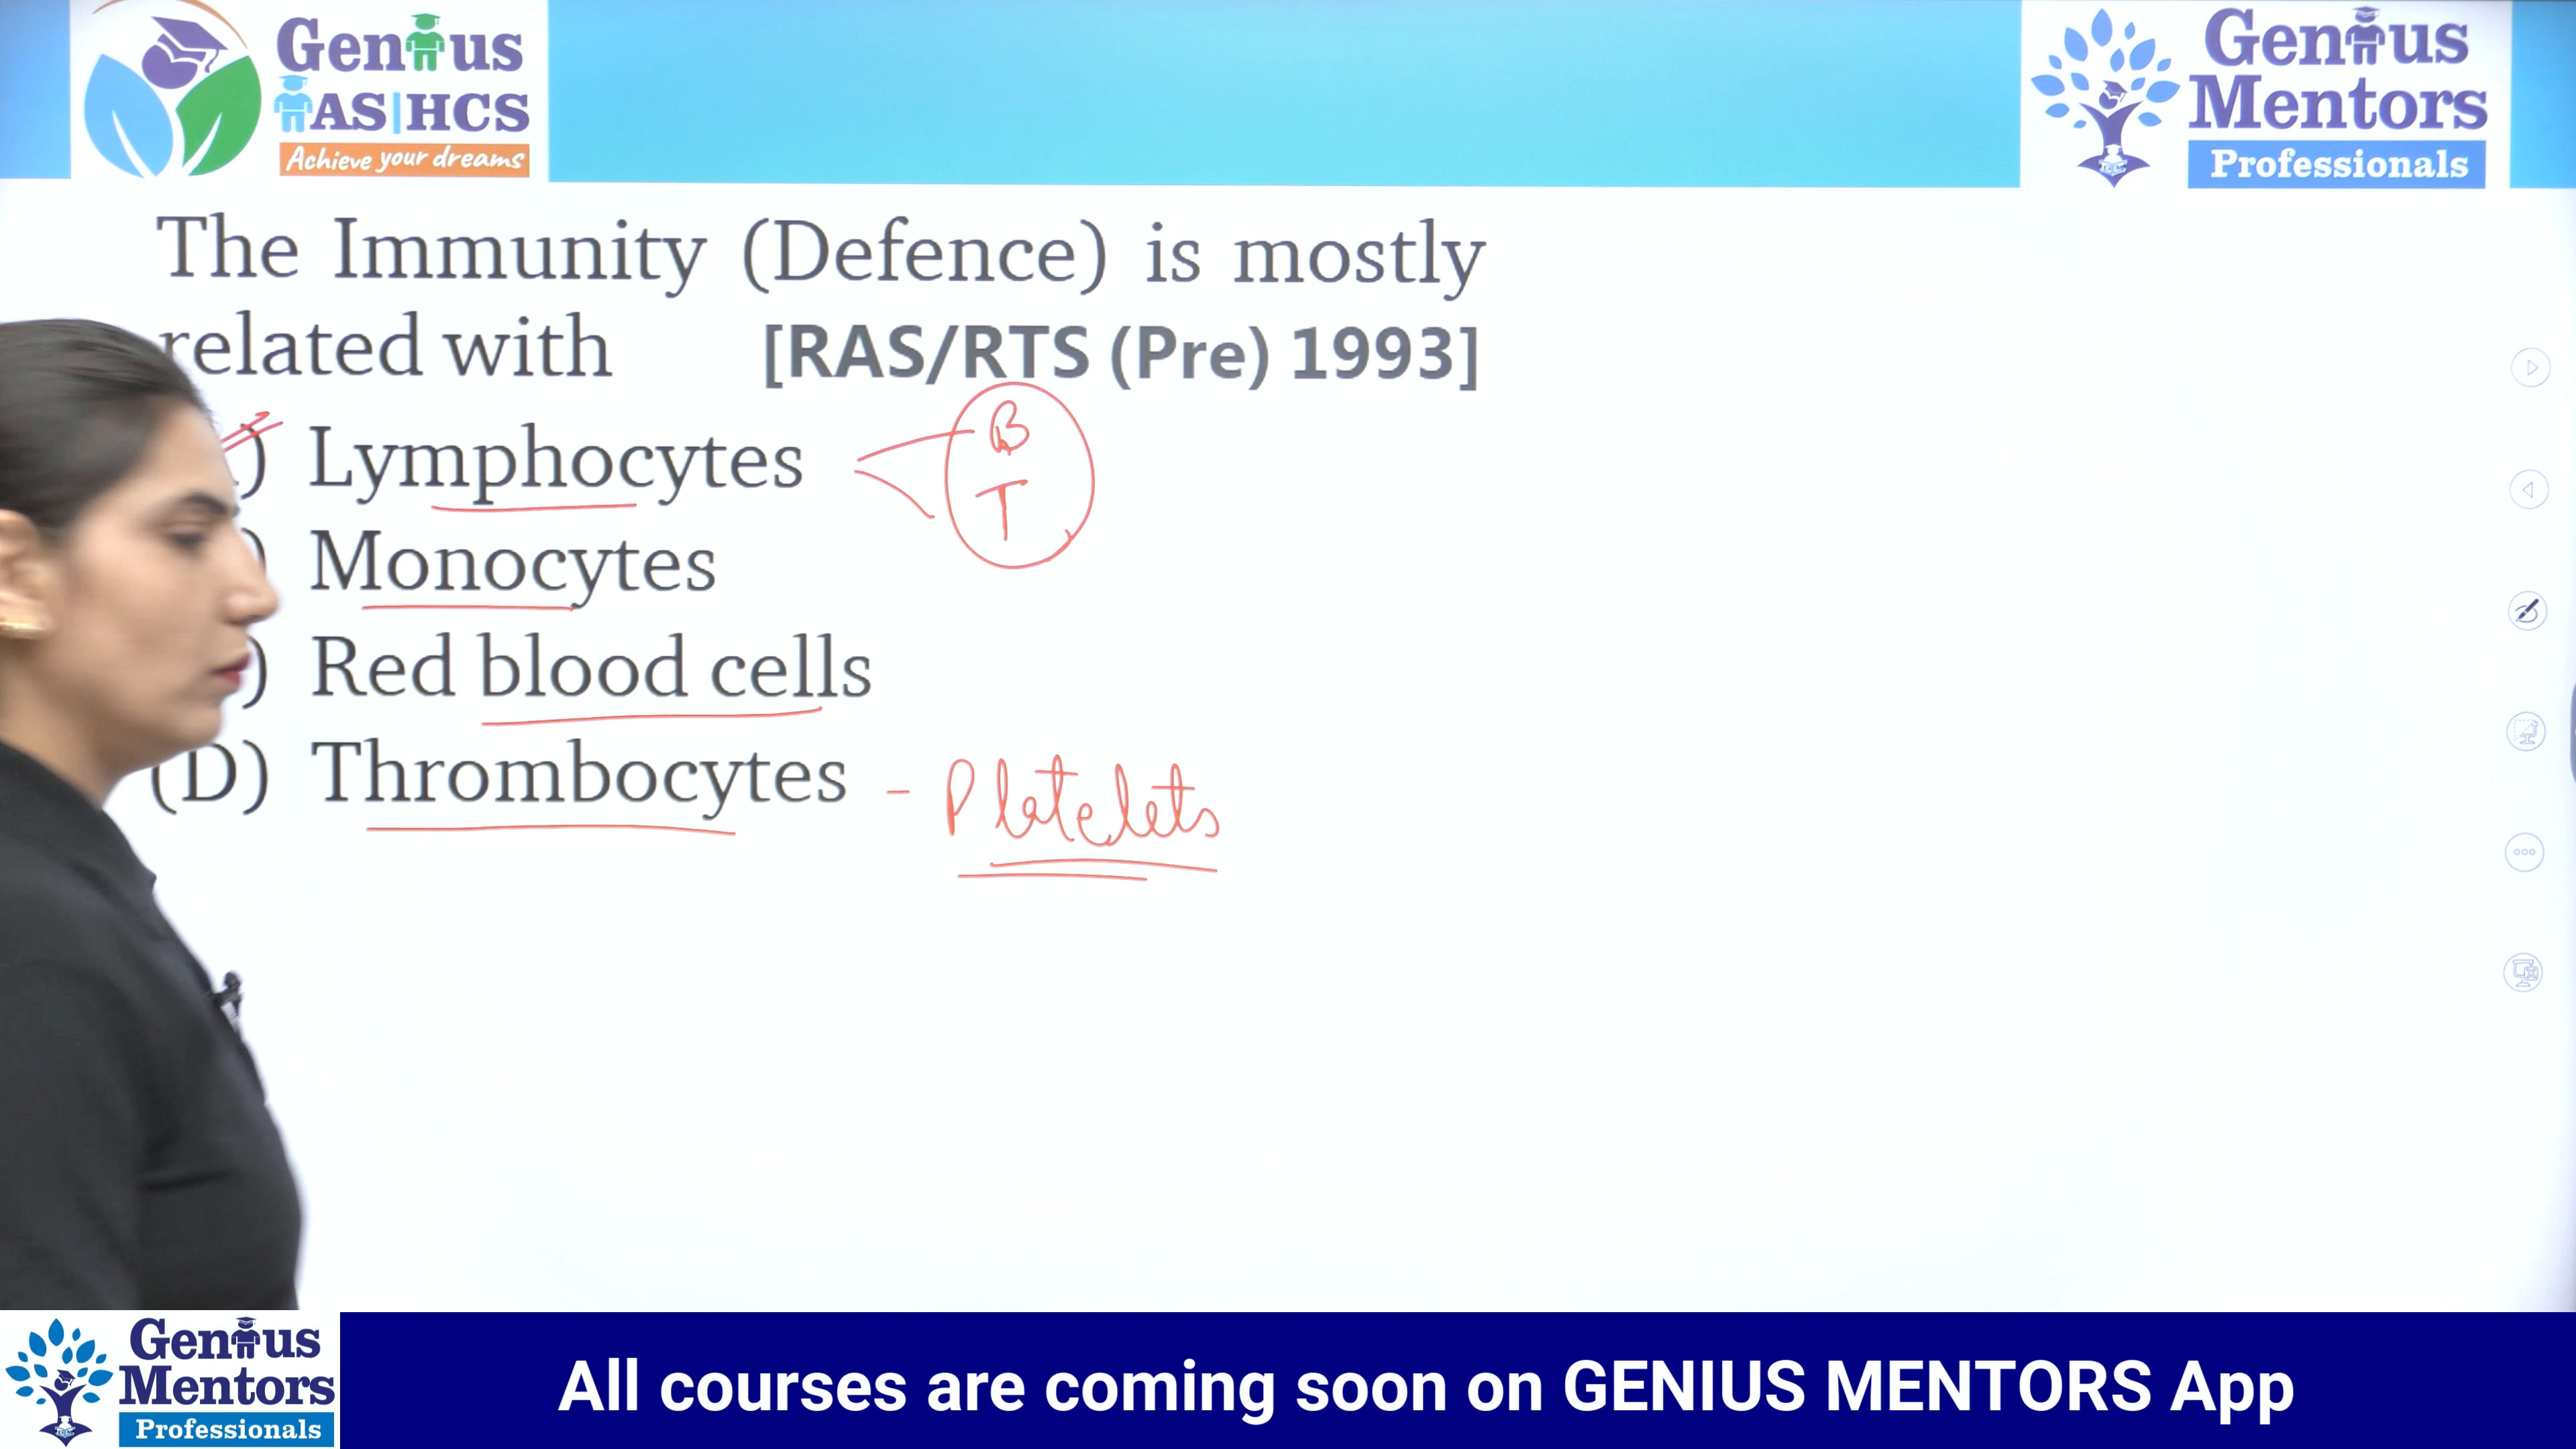 Genius
IAS|HCS
Achieve your dreams
Genius
Mentors
Professionals
The Immunity (Defence) is mostly
related with [RAS/RTS (Pre) 1993]
) Lymphocytes B
T
) Monocytes
) Red blood cells
(D) Thrombocytes - Platelets
Genius
Mentors
Professionals
All courses are coming soon on GENIUS MENTORS App